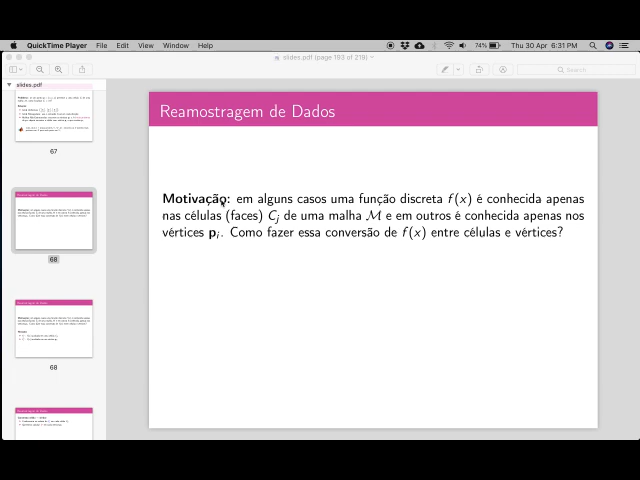 QuickTime Player File Edit View Window Help 74% Thu 30 Apr 6:31 PM
slides.pdf (page 193 of 219)
Search
slides.pdf
67
68
68
Reamostragem de Dados
Motivação: em alguns casos uma função discreta f(x) é conhecida apenas
nas células (faces) Cj de uma malha M e em outros é conhecida apenas nos
vértices pi. Como fazer essa conversão de f(x) entre células e vértices?